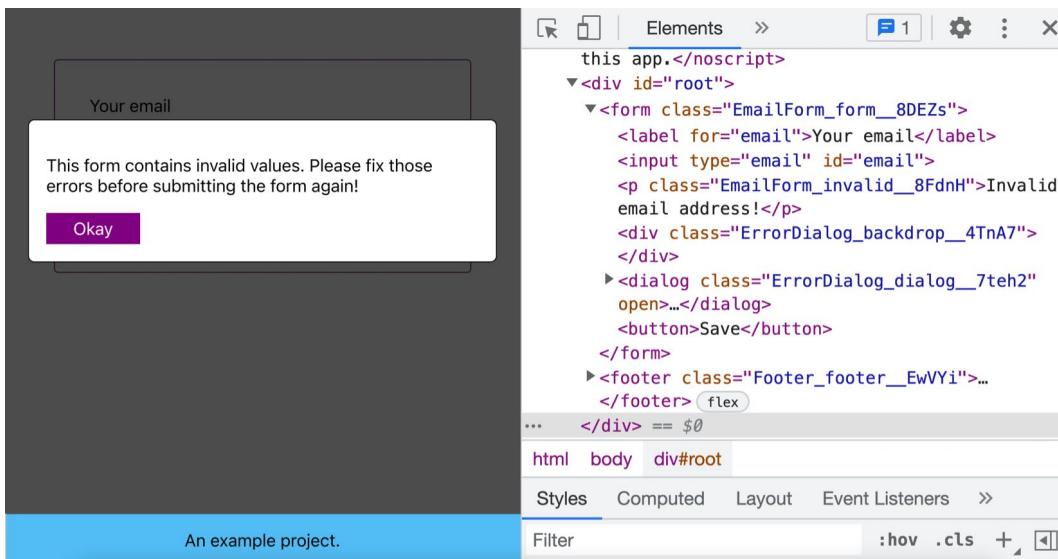 Your email
This form contains invalid values. Please fix those
errors before submitting the form again!
Okay
An example project.
Elements
1
this app.</noscript>
<div id="root">
<form class="EmailForm_form__8DEZs">
<label for="email">Your email</label>
<input type="email" id="email">
<p class="EmailForm_invalid__8FdnH">Invalid
email address!</p>
<div class="ErrorDialog_backdrop__4TnA7">
</div>
<dialog class="ErrorDialog_dialog__7teh2"
open>…</dialog>
<button>Save</button>
</form>
<footer class="Footer_footer__EwVYi">…
</footer> flex
… </div> == $0
html body div#root
Styles Computed Layout Event Listeners
Filter :hov .cls